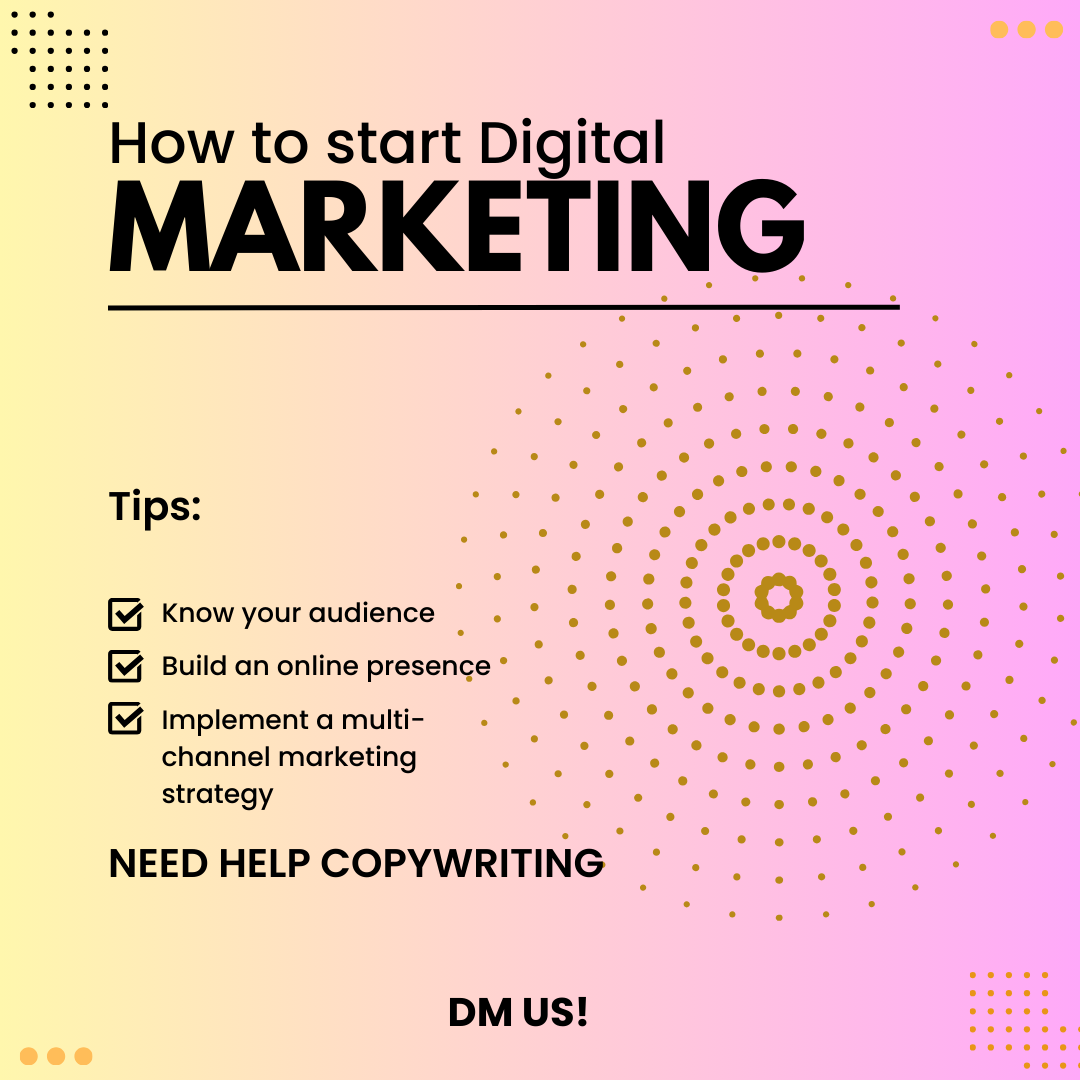 How to start Digital
MARKETING
Tips:
Know your audience
Build an online presence
Implement a multi-
channel marketing
strategy
NEED HELP COPYWRITING
DM US!